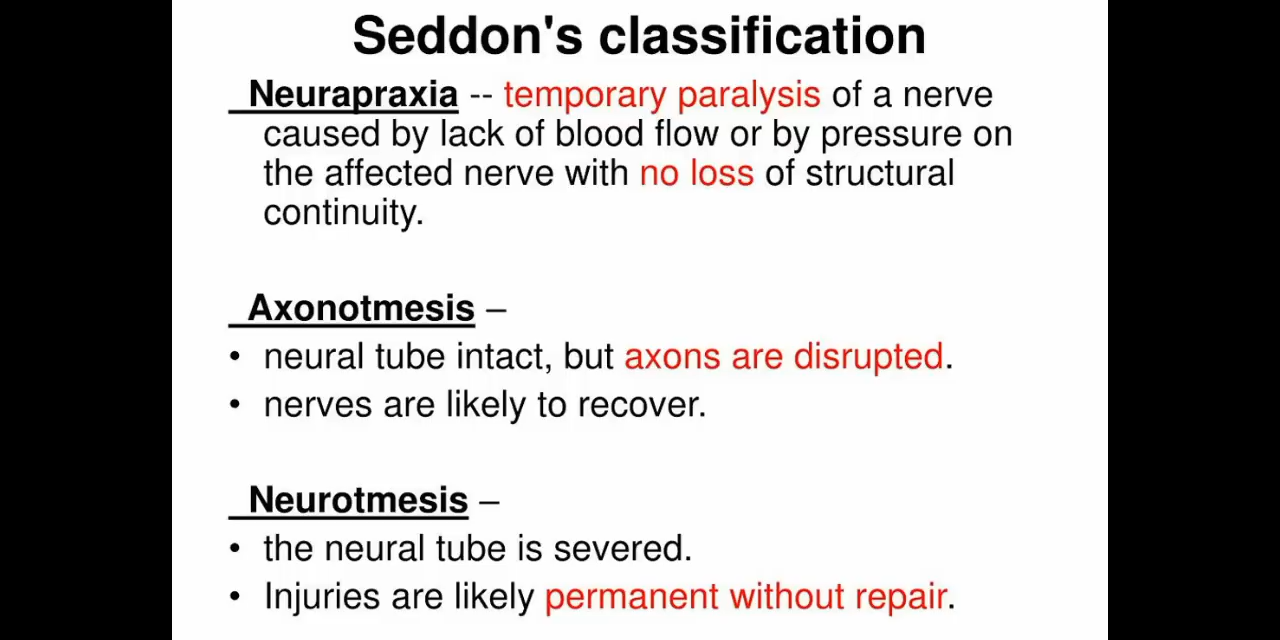 Seddon's classification
Neurapraxia -- temporary paralysis of a nerve
caused by lack of blood flow or by pressure on
the affected nerve with no loss of structural
continuity.
Axonotmesis –
• neural tube intact, but axons are disrupted.
• nerves are likely to recover.
Neurotmesis –
• the neural tube is severed.
• Injuries are likely permanent without repair.